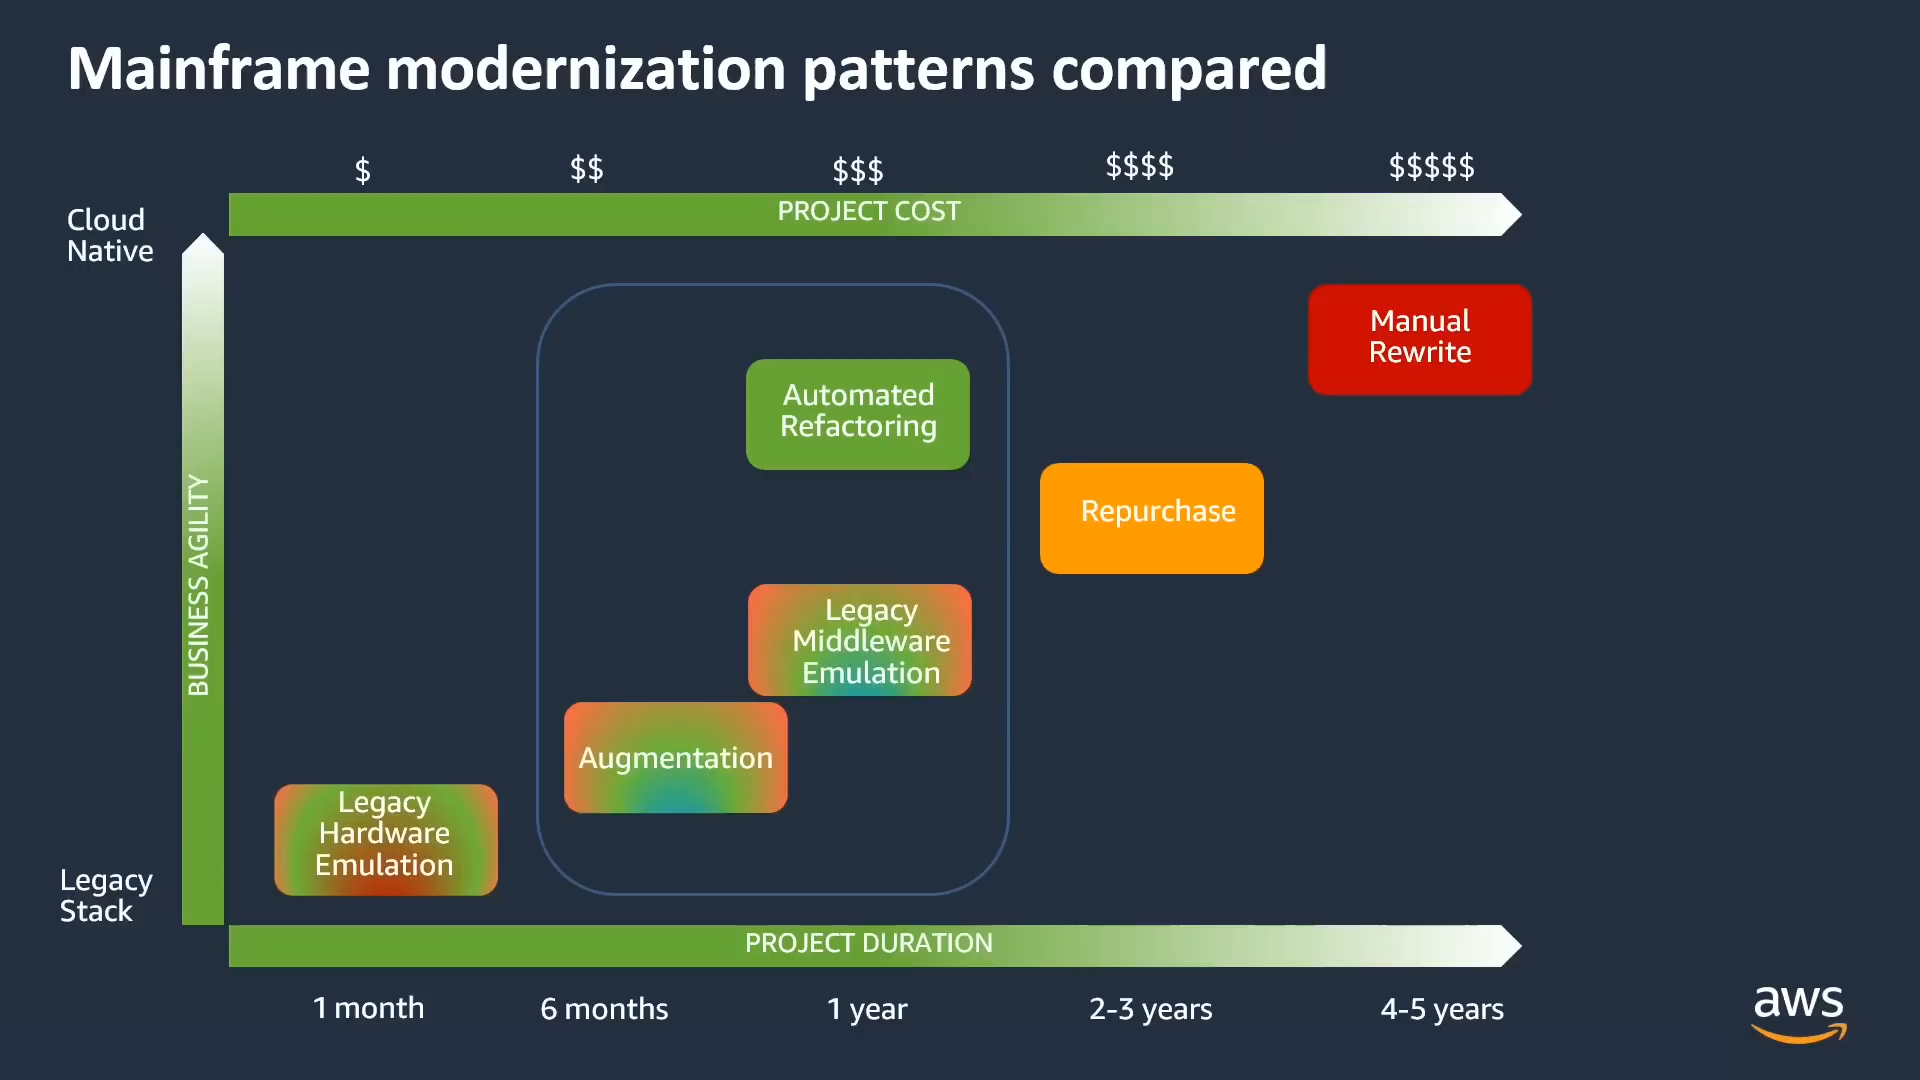 Mainframe modernization patterns compared
$
$$
$$$
$$$$
$$$$$
PROJECT COST
Cloud
Native
BUSINESS AGILITY
Legacy
Stack
Manual
Rewrite
Automated
Refactoring
Repurchase
Legacy
Middleware
Emulation
Augmentation
Legacy
Hardware
Emulation
PROJECT DURATION
1 month
6 months
1 year
2-3 years
4-5 years
aws